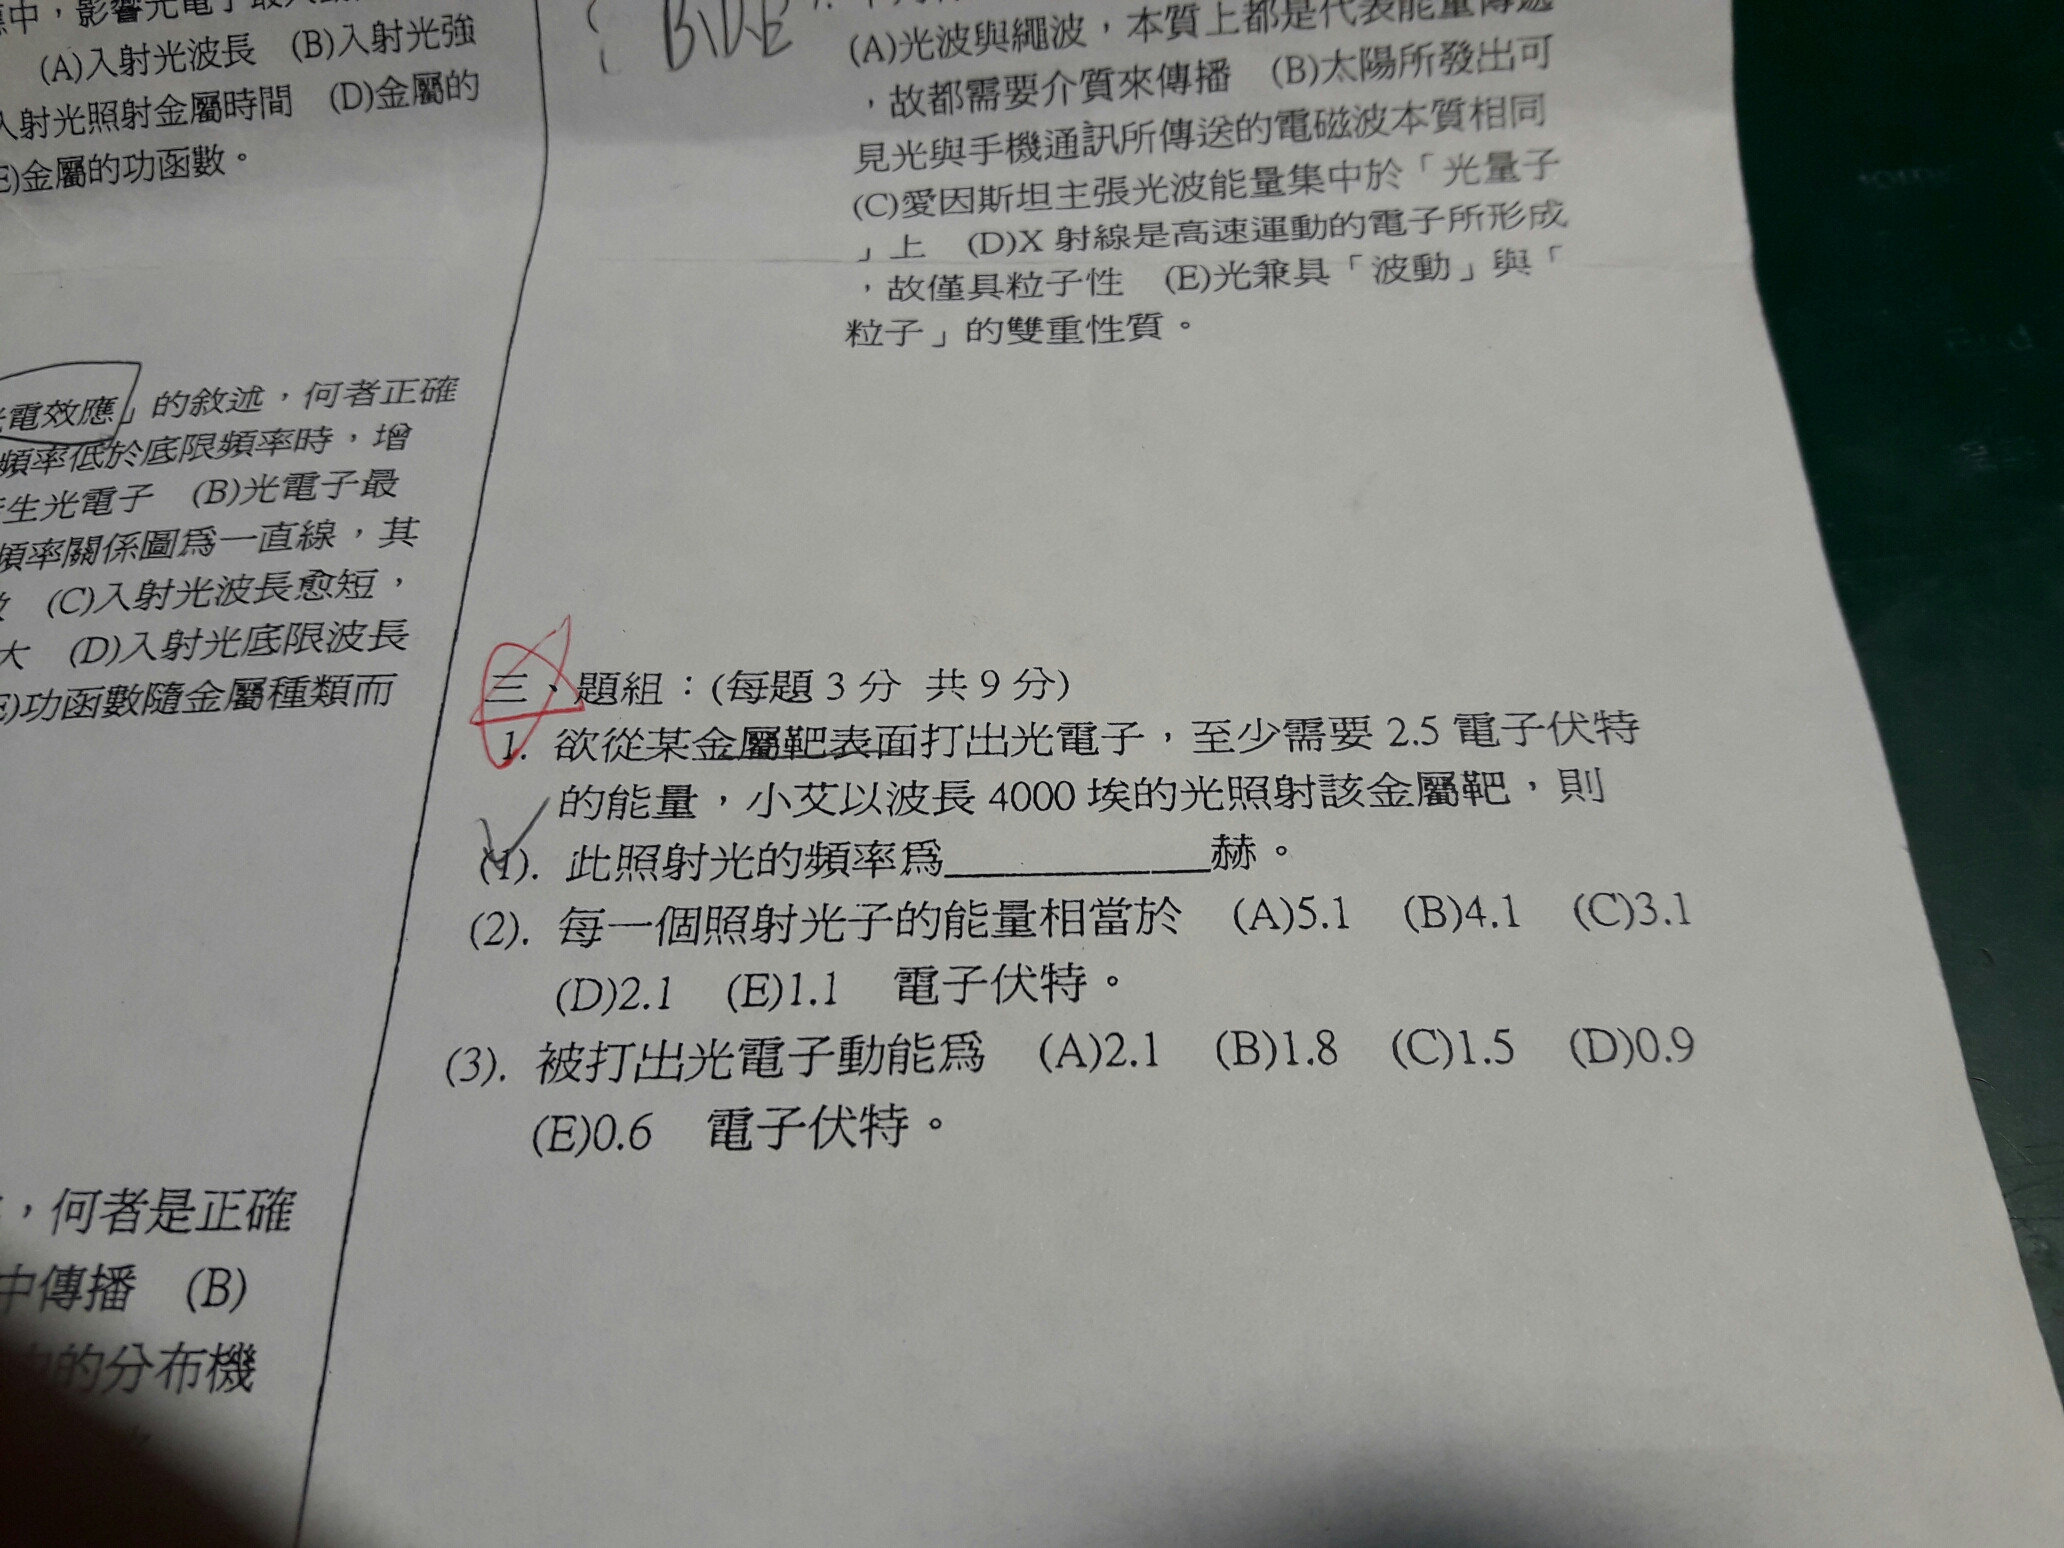 中，影響光電子最大
(A)入射光波長 (B)入射光強
入射光照射金屬時間 (D)金屬的
E)金屬的功函數。
電效應」的敘述，何者正確
頻率低於底限頻率時，增
生光電子 (B)光電子最
頻率關係圖為一直線，其
(C)入射光波長愈短，
大 (D)入射光底限波長
E)功函數隨金屬種類而
，何者是正確
中傳播 (B)
的分布機
(A)光波與繩波，本質上都是代表能量傳遞
，故都需要介質來傳播 (B)太陽所發出可
見光與手機通訊所傳送的電磁波本質相同
(C)愛因斯坦主張光波能量集中於「光量子
」上 (D)X 射線是高速運動的電子所形成
，故僅具粒子性 (E)光兼具「波動」與「
粒子」的雙重性質。
三、題組：(每題 3 分 共 9 分)
1. 欲從某金屬靶表面打出光電子，至少需要 2.5 電子伏特
的能量，小艾以波長 4000 埃的光照射該金屬靶，則
(1). 此照射光的頻率為___________赫。
(2). 每一個照射光子的能量相當於 (A)5.1 (B)4.1 (C)3.1
(D)2.1 (E)1.1 電子伏特。
(3). 被打出光電子動能為 (A)2.1 (B)1.8 (C)1.5 (D)0.9
(E)0.6 電子伏特。